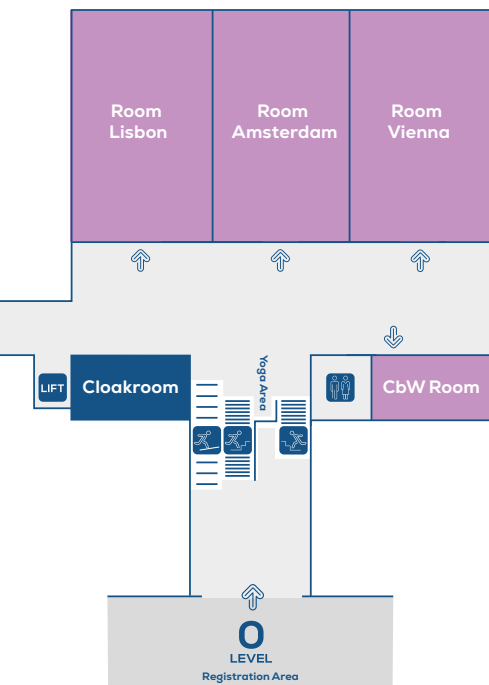 Room
Lisbon
Room
Amsterdam
Room
Vienna
LIFT
Cloakroom
Yoga Area
CbW Room
0
LEVEL
Registration Area